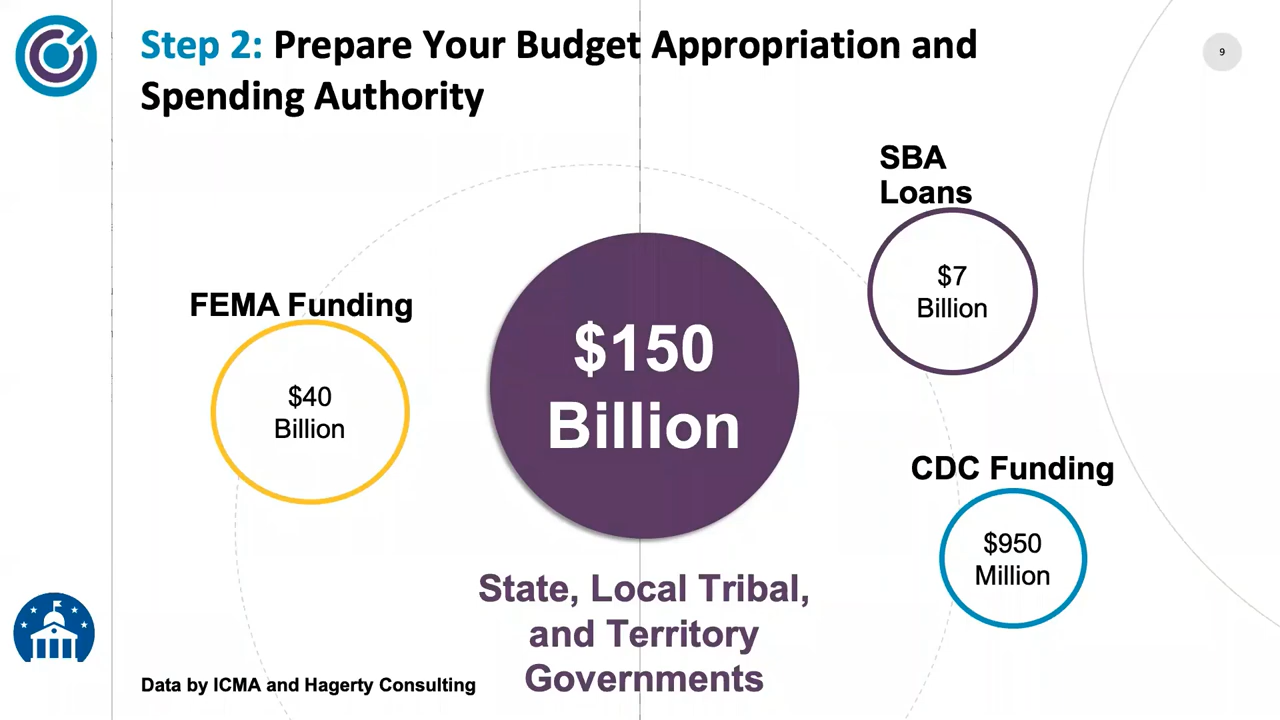 Step 2: Prepare Your Budget Appropriation and
Spending Authority
9
SBA
Loans
$7
Billion
FEMA Funding
$40
Billion
$150
Billion
CDC Funding
$950
Million
State, Local Tribal,
and Territory
Governments
Data by ICMA and Hagerty Consulting